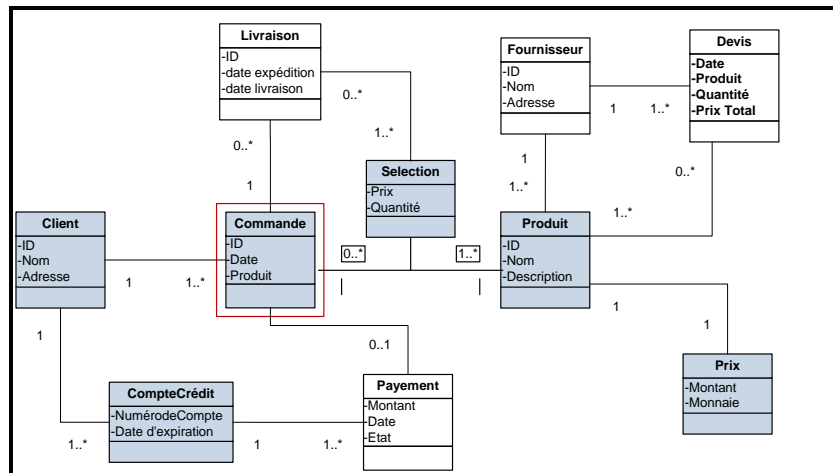 Livraison
-ID
-date expédition
-date livraison
Fournisseur
-ID
-Nom
-Adresse
Devis
-Date
-Produit
-Quantité
-Prix Total
0..*
1..*
1
1..*
0..*
1
Selection
-Prix
-Quantité
1
1..*
0..*
1..*
Client
-ID
-Nom
-Adresse
1
1..*
Commande
-ID
-Date
-Produit
0..*
1..*
Produit
-ID
-Nom
-Description
1
1
1
0..1
Prix
-Montant
-Monnaie
CompteCrédit
-NumérodeCompte
-Date d'expiration
1..*
1
1..*
Payement
-Montant
-Date
-Etat